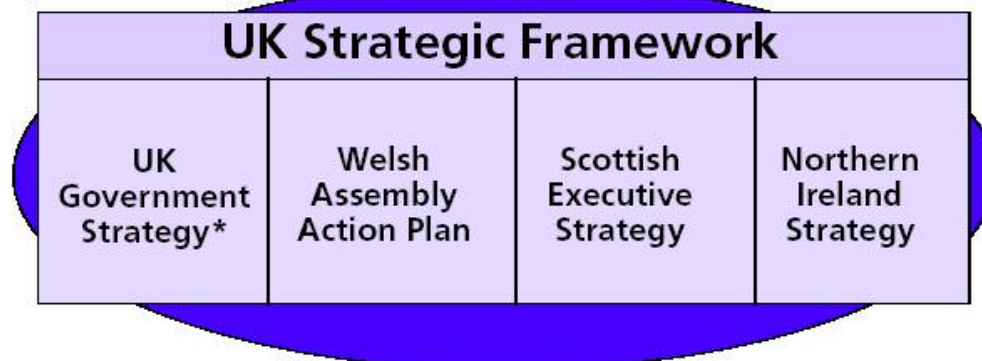 UK Strategic Framework
UK
Government
Strategy*
Welsh
Assembly
Action Plan
Scottish
Executive
Strategy
Northern
Ireland
Strategy